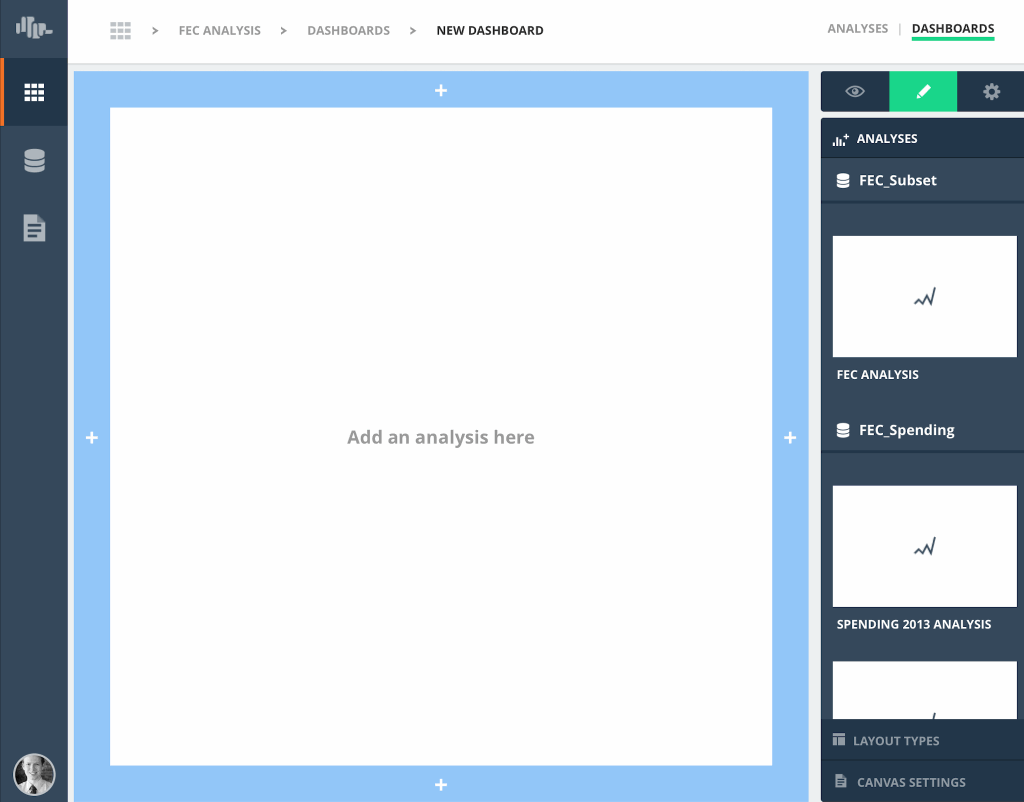 > FEC ANALYSIS > DASHBOARDS > NEW DASHBOARD
ANALYSES | DASHBOARDS
+
+ Add an analysis here +
+
ANALYSES
FEC_Subset
FEC ANALYSIS
FEC_Spending
SPENDING 2013 ANALYSIS
LAYOUT TYPES
CANVAS SETTINGS